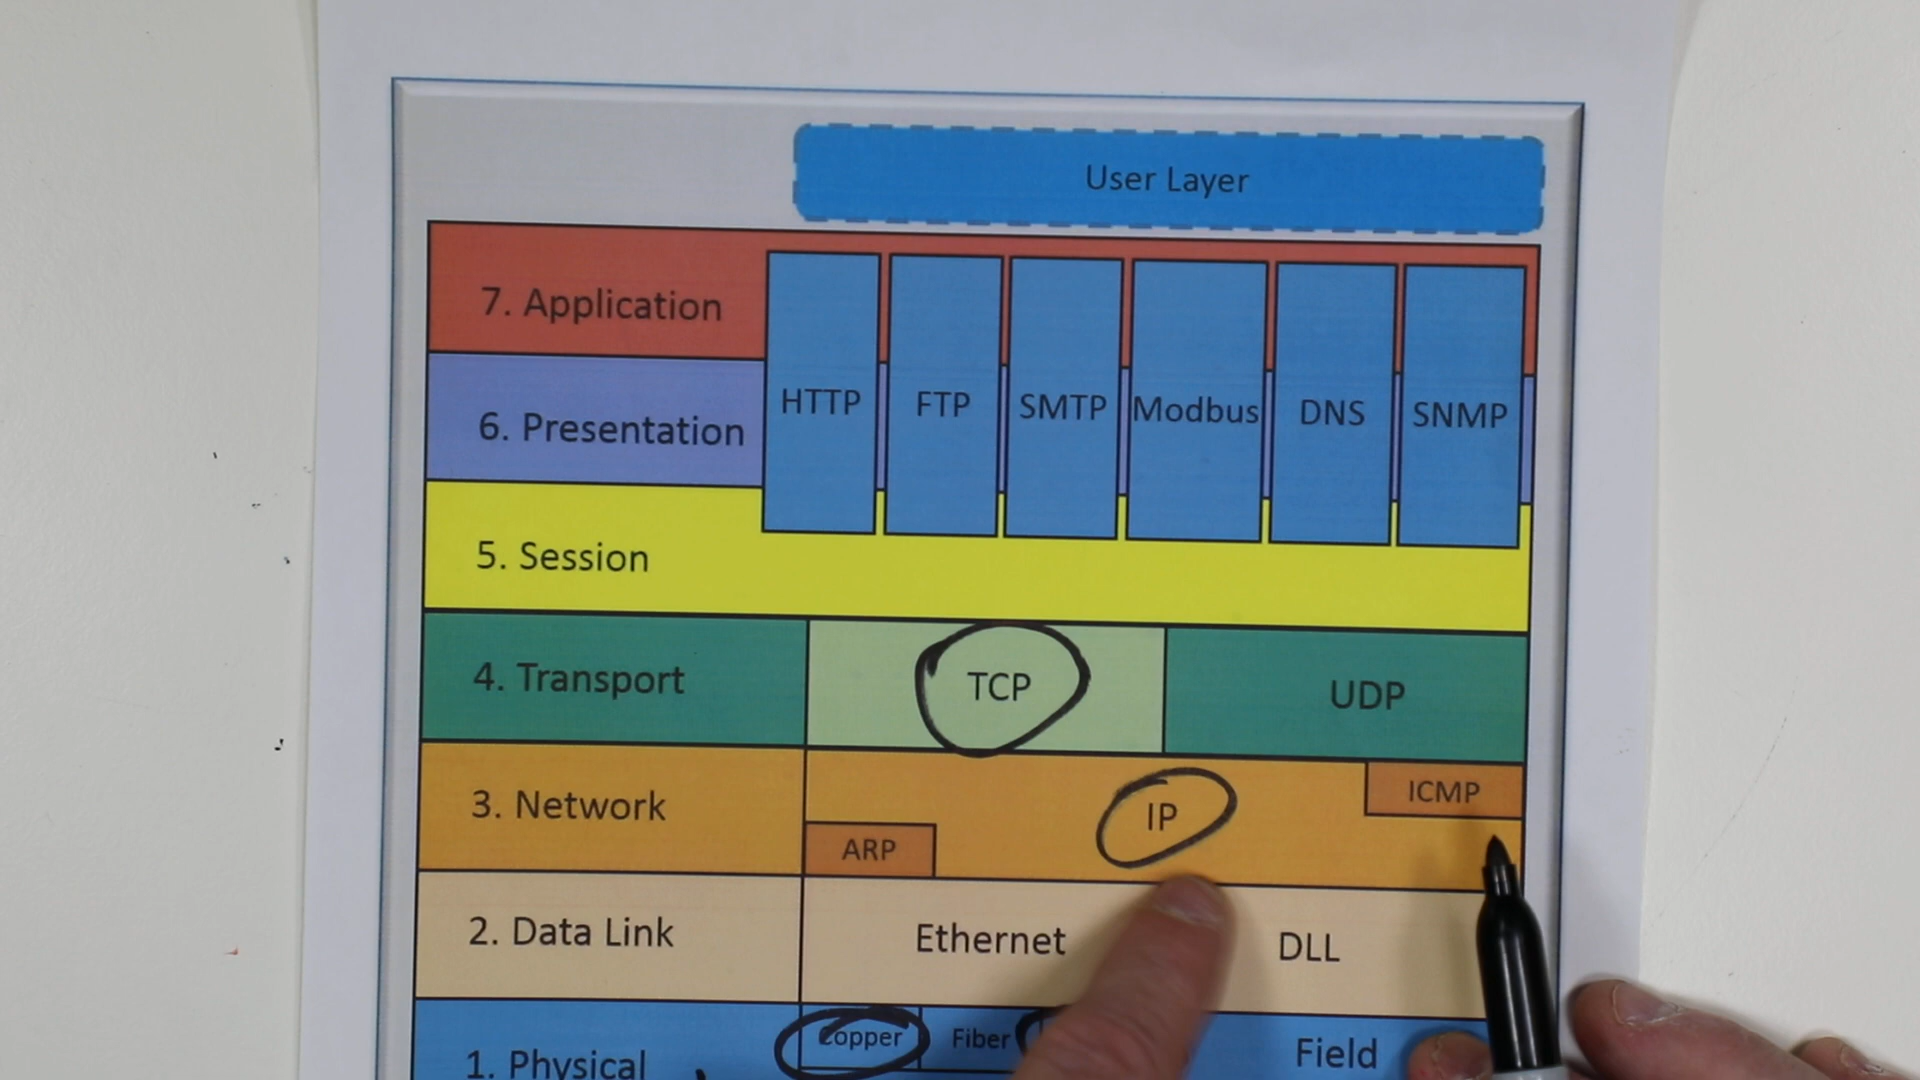 User Layer
7. Application
HTTP FTP SMTP Modbus DNS SNMP
6. Presentation
5. Session
4. Transport TCP UDP
3. Network IP ICMP
ARP
2. Data Link Ethernet DLL
1. Physical Copper Fiber Field